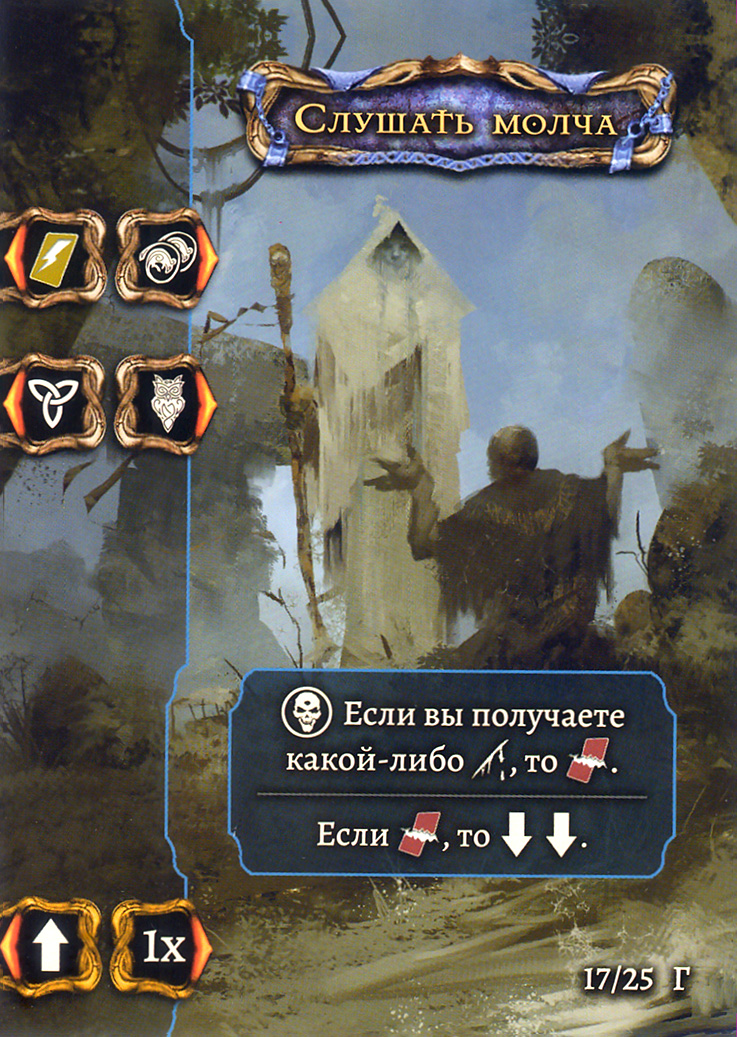 Слушать молча
Если вы получаете
какой-либо , то .
Если , то .
1x
17/25 Г